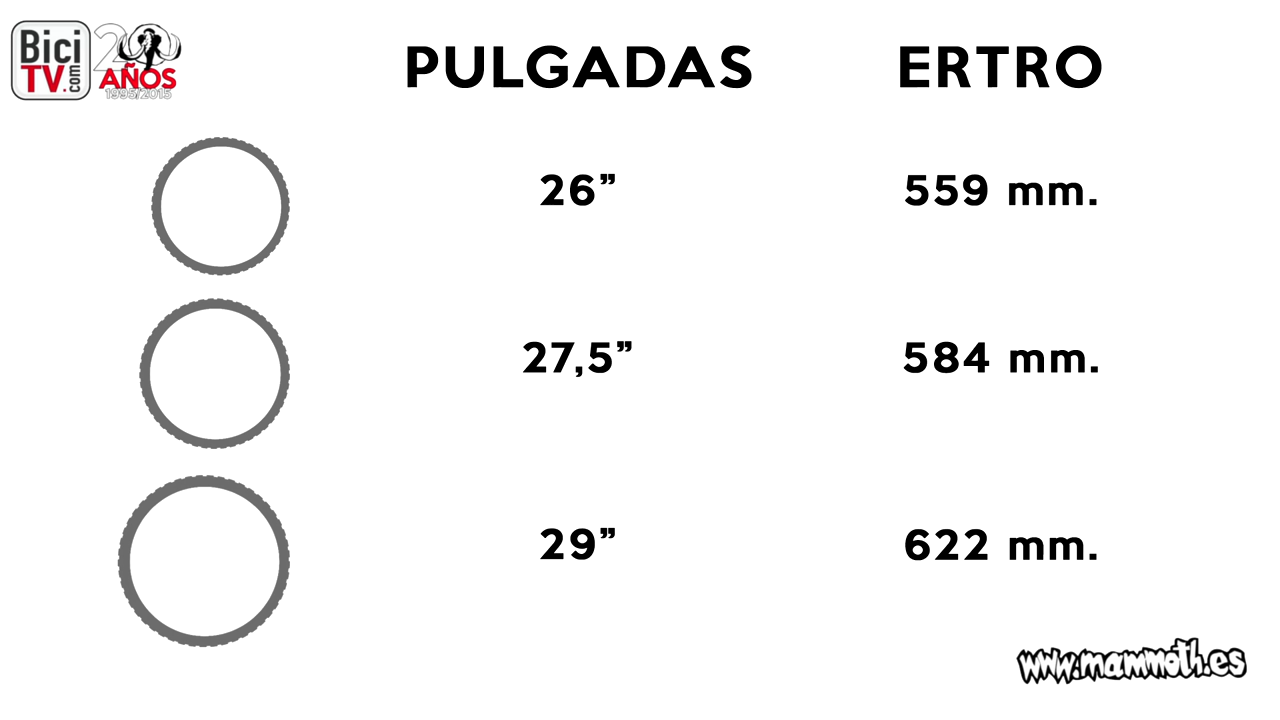 Bici
TV.com
20
AÑOS
1995/2015
PULGADAS ERTRO
26” 559 mm.
27,5” 584 mm.
29” 622 mm.
www.mammoth.es